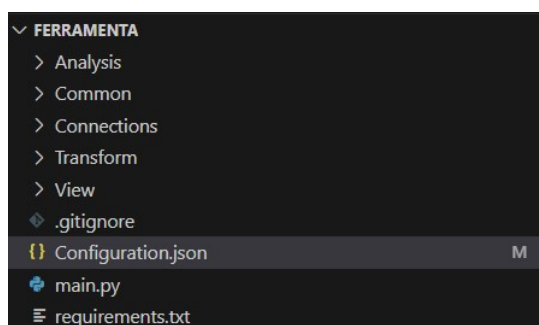 FERRAMENTA
Analysis
Common
Connections
Transform
View
.gitignore
{} Configuration.json M
main.py
requirements.txt